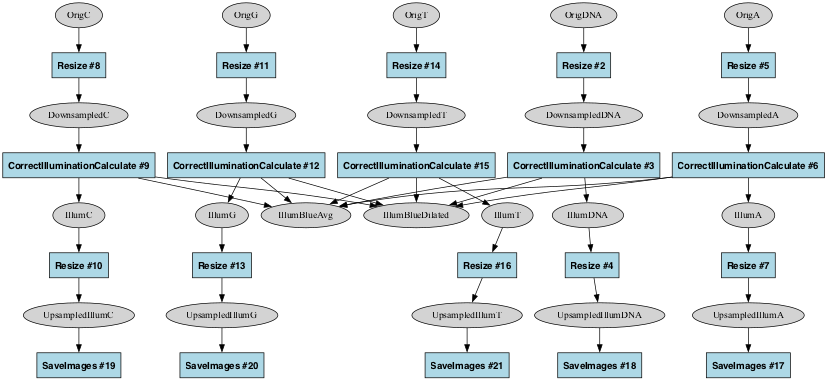 OrigC
OrigG
OrigT
OrigDNA
OrigA
Resize #8
Resize #11
Resize #14
Resize #2
Resize #5
DownsampledC
DownsampledG
DownsampledT
DownsampledDNA
DownsampledA
CorrectIlluminationCalculate #9
CorrectIlluminationCalculate #12
CorrectIlluminationCalculate #15
CorrectIlluminationCalculate #3
CorrectIlluminationCalculate #6
IllumC
IllumG
IllumBlueAvg
IllumBlueDilated
IllumT
IllumDNA
IllumA
Resize #10
Resize #13
Resize #16
Resize #4
Resize #7
UpsampledIllumC
UpsampledIllumG
UpsampledIllumT
UpsampledIllumDNA
UpsampledIllumA
SaveImages #19
SaveImages #20
SaveImages #21
SaveImages #18
SaveImages #17